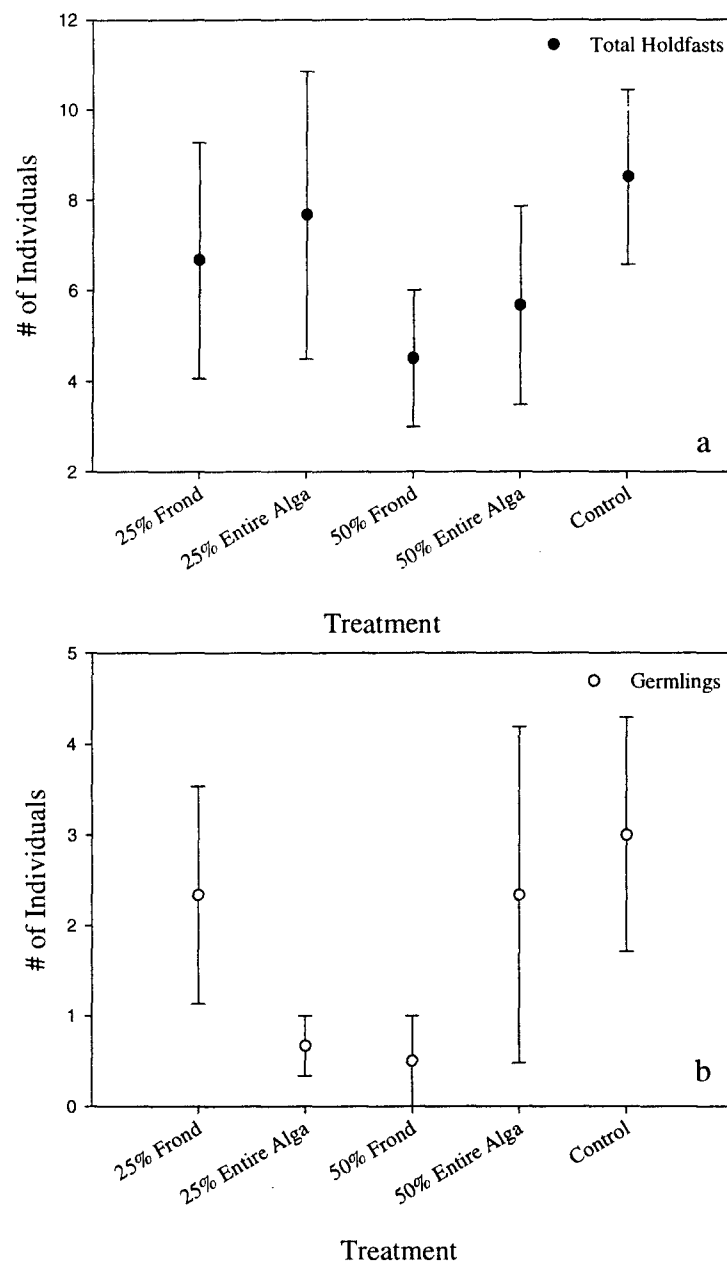 12
Total Holdfasts
10
8
6
4
2
# of Individuals
a
25% Frond
25% Entire Alga
50% Frond
50% Entire Alga
Control
Treatment
5
Germlings
4
3
2
1
0
# of Individuals
b
25% Frond
25% Entire Alga
50% Frond
50% Entire Alga
Control
Treatment